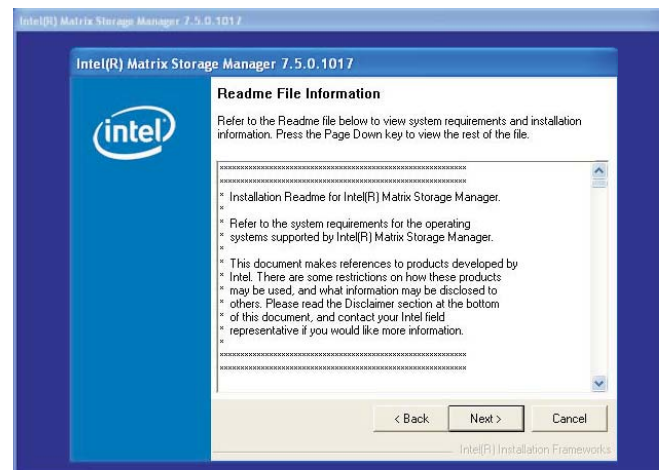 Intel(R) Matrix Storage Manager 7.5.0.1017
Intel(R) Matrix Storage Manager 7.5.0.1017
intel
Readme File Information
Refer to the Readme file below to view system requirements and installation
information. Press the Page Down key to view the rest of the file.
* Installation Readme for Intel(R) Matrix Storage Manager.
*
* Refer to the system requirements for the operating
* systems supported by Intel(R) Matrix Storage Manager.
*
* This document makes references to products developed by
* Intel. There are some restrictions on how these products
* may be used, and what information may be disclosed to
* others. Please read the Disclaimer section at the bottom
* of this document, and contact your Intel field
* representative if you would like more information.
*
< Back Next > Cancel
Intel(R) Installation Frameworks